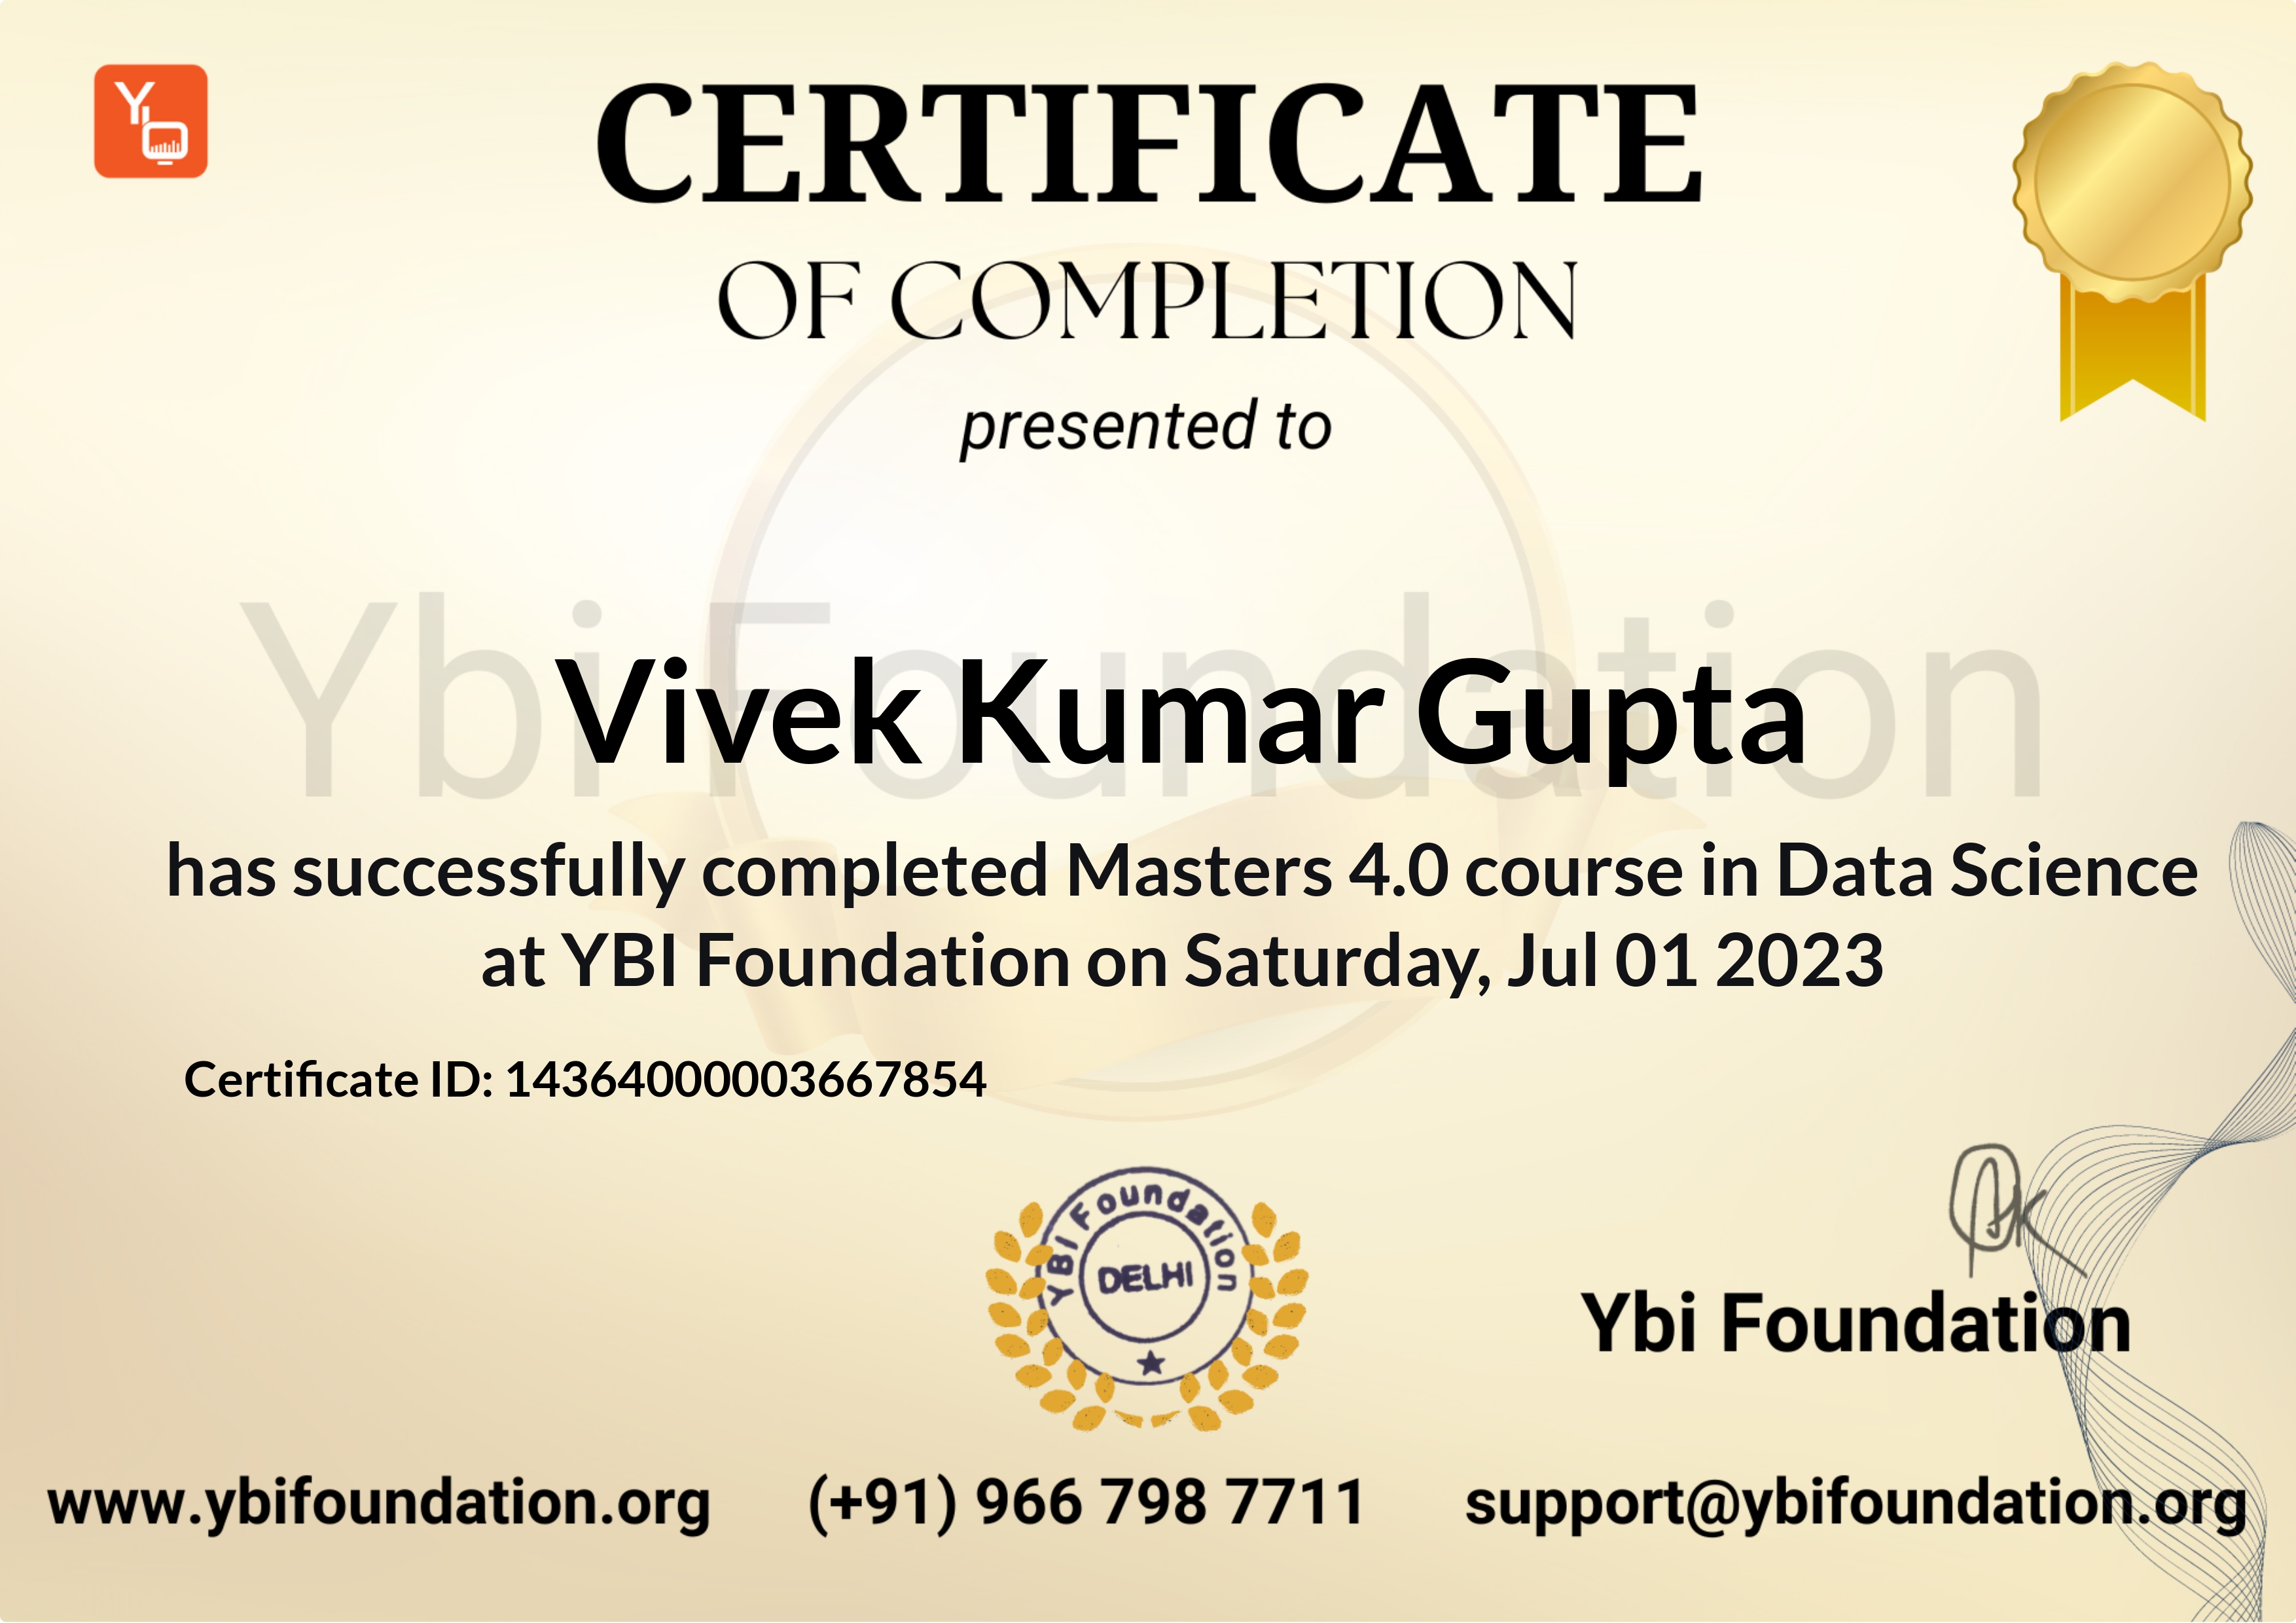 CERTIFICATE
OF COMPLETION
presented to
Ybi Foundation
Vivek Kumar Gupta
has successfully completed Masters 4.0 course in Data Science
at YBI Foundation on Saturday, Jul 01 2023
Certificate ID: 143640000003667854
YBI Foundation
DELHI
Ybi Foundation
www.ybifoundation.org
(+91) 966 798 7711
support@ybifoundation.org